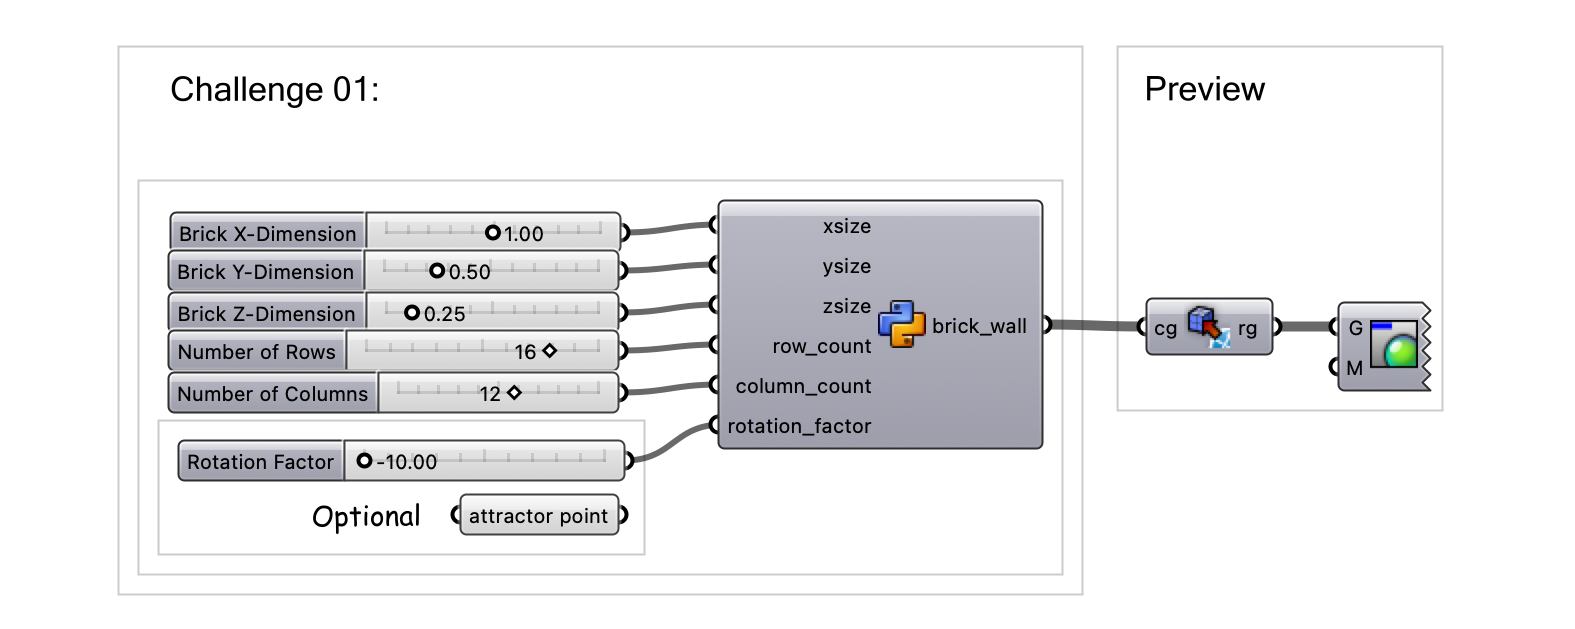 Challenge 01:
Preview
Brick X-Dimension 1.00
Brick Y-Dimension 0.50
Brick Z-Dimension 0.25
Number of Rows 16
Number of Columns 12
Rotation Factor -10.00
Optional attractor point
xsize
ysize
zsize
row_count
column_count
rotation_factor
brick_wall
cg rg
G
M